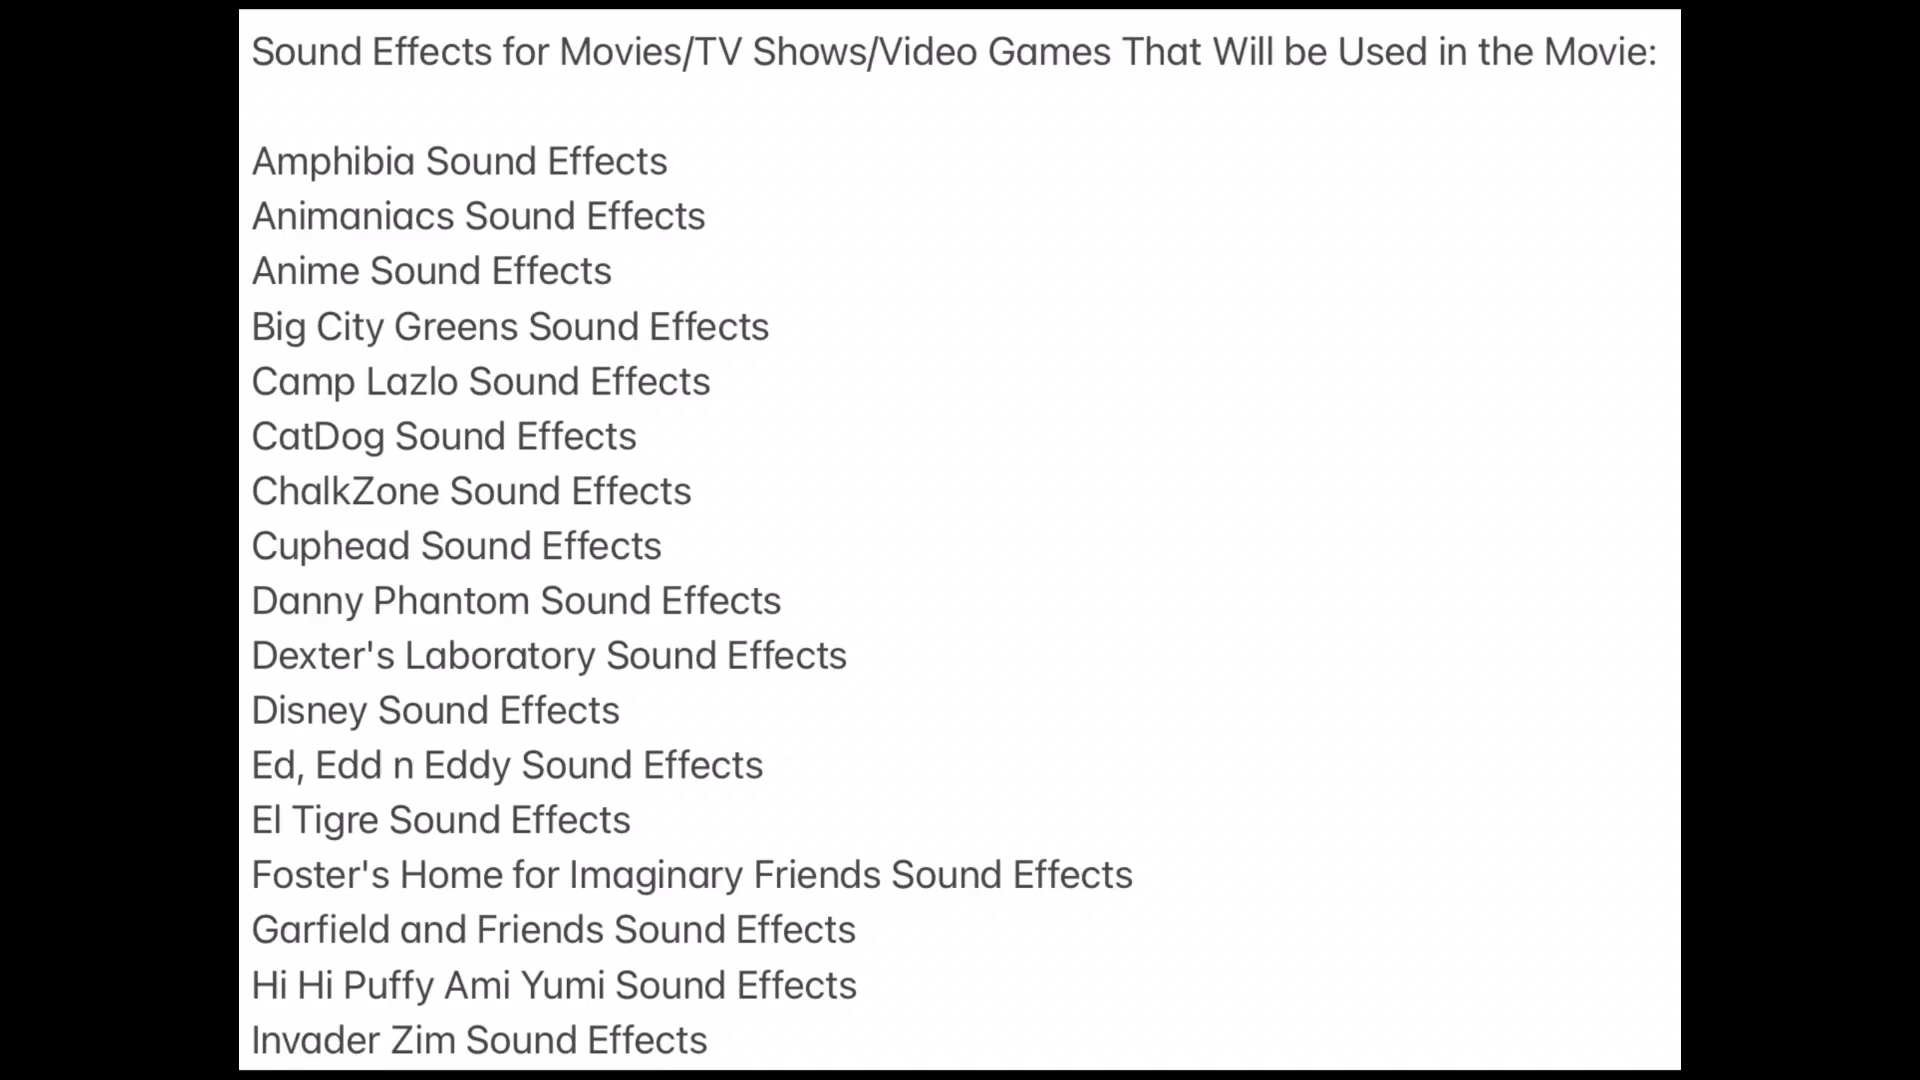 Sound Effects for Movies/TV Shows/Video Games That Will be Used in the Movie:
Amphibia Sound Effects
Animaniacs Sound Effects
Anime Sound Effects
Big City Greens Sound Effects
Camp Lazlo Sound Effects
CatDog Sound Effects
ChalkZone Sound Effects
Cuphead Sound Effects
Danny Phantom Sound Effects
Dexter's Laboratory Sound Effects
Disney Sound Effects
Ed, Edd n Eddy Sound Effects
El Tigre Sound Effects
Foster's Home for Imaginary Friends Sound Effects
Garfield and Friends Sound Effects
Hi Hi Puffy Ami Yumi Sound Effects
Invader Zim Sound Effects